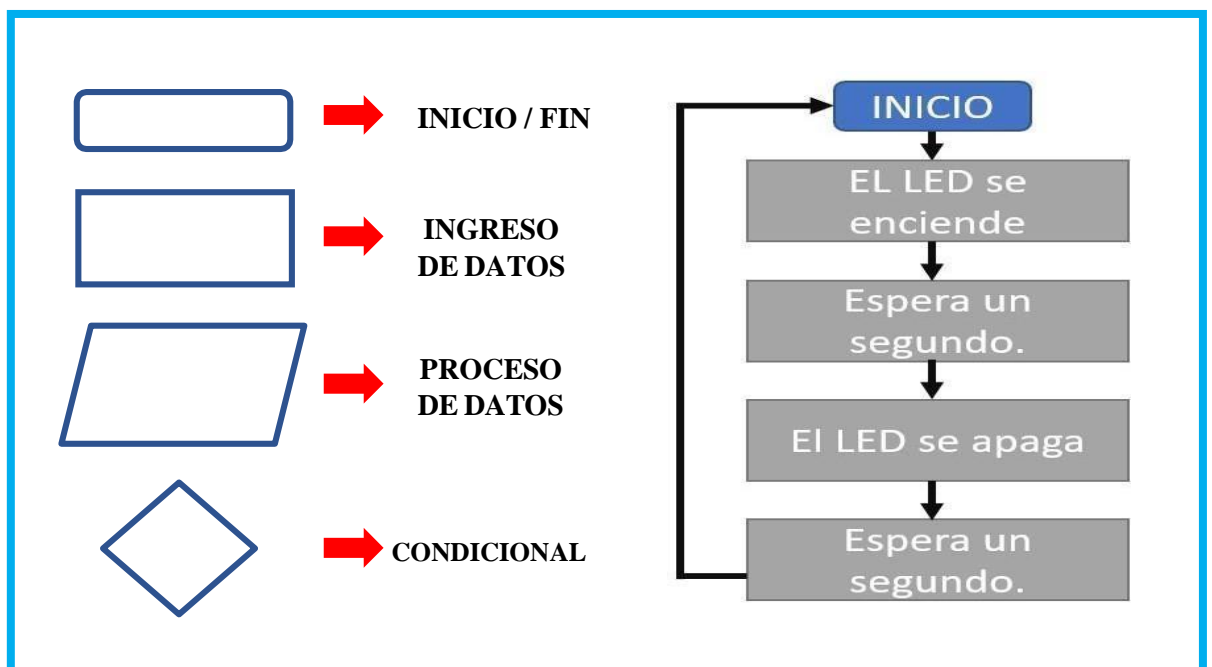 INICIO / FIN
INGRESO
DE DATOS
PROCESO
DE DATOS
CONDICIONAL
INICIO
EL LED se
enciende
Espera un
segundo.
El LED se apaga
Espera un
segundo.